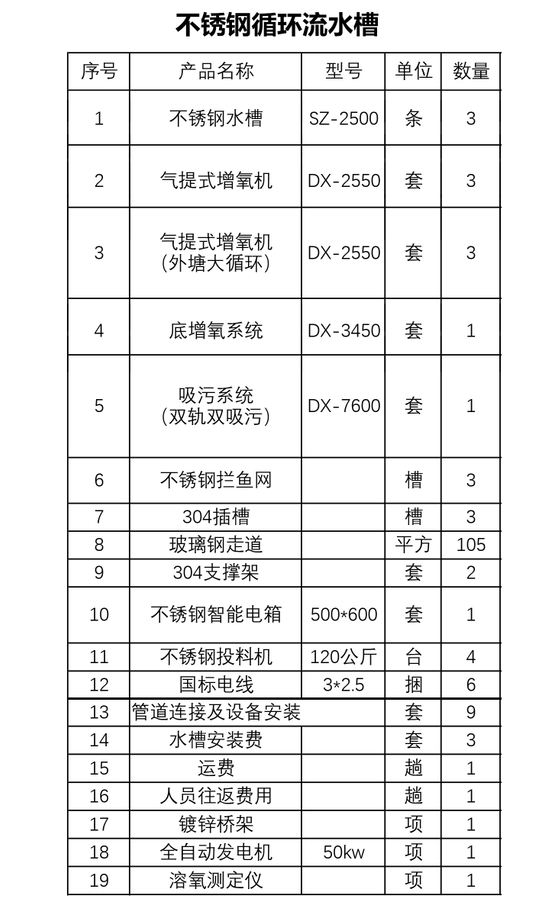 不锈钢循环流水槽
序号 产品名称 型号 单位 数量
1 不锈钢水槽 SZ-2500 条 3
2 气提式增氧机 DX-2550 套 3
3 气提式增氧机 DX-2550 套 3
(外塘大循环)
4 底增氧系统 DX-3450 套 1
5 吸污系统 DX-7600 套 1
(双轨双吸污)
6 不锈钢拦鱼网 槽 3
7 304插槽 槽 3
8 玻璃钢走道 平方 105
9 304支撑架 套 2
10 不锈钢智能电箱 500*600 套 1
11 不锈钢投料机 120公斤 台 4
12 国标电线 3*2.5 捆 6
13 管道连接及设备安装 套 9
14 水槽安装费 套 3
15 运费 趟 1
16 人员往返费用 趟 1
17 镀锌桥架 项 1
18 全自动发电机 50kw 项 1
19 溶氧测定仪 项 1